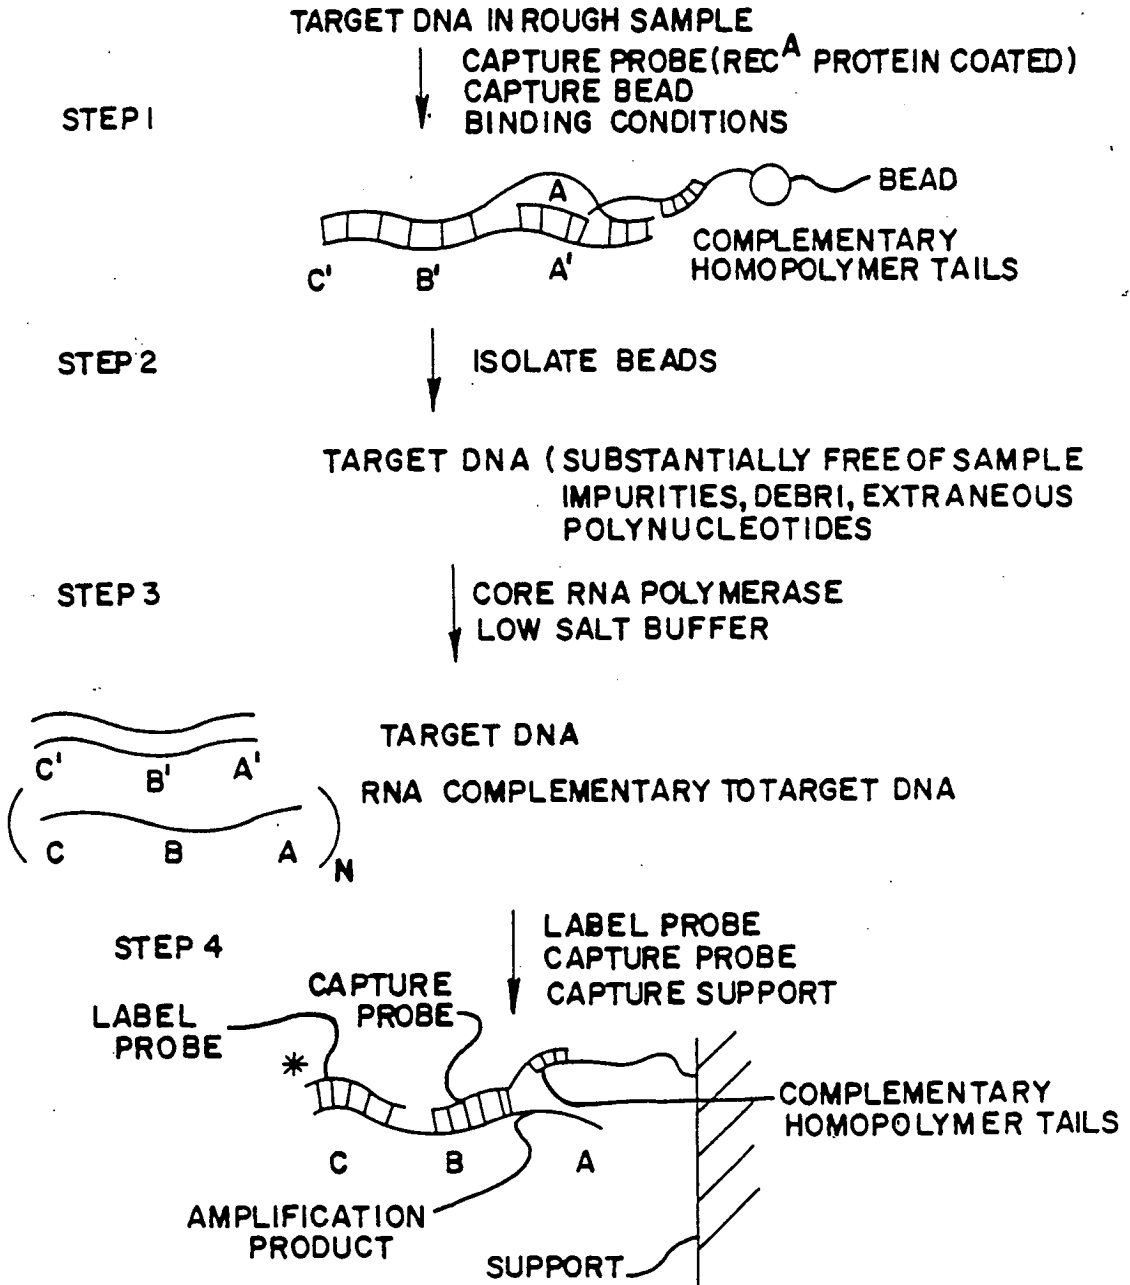 TARGET DNA IN ROUGH SAMPLE
CAPTURE PROBE (REC^A PROTEIN COATED)
CAPTURE BEAD
STEP 1
BINDING CONDITIONS
A
BEAD
COMPLEMENTARY
HOMOPOLYMER TAILS
C' B' A'
STEP 2
ISOLATE BEADS
TARGET DNA (SUBSTANTIALLY FREE OF SAMPLE
IMPURITIES, DEBRI, EXTRANEOUS
POLYNUCLEOTIDES
STEP 3
CORE RNA POLYMERASE
LOW SALT BUFFER
TARGET DNA
C' B' A'
RNA COMPLEMENTARY TO TARGET DNA
C B A
N
STEP 4
LABEL PROBE
CAPTURE PROBE
CAPTURE SUPPORT
CAPTURE
PROBE
LABEL
PROBE
*
COMPLEMENTARY
HOMOPOLYMER TAILS
C B A
AMPLIFICATION
PRODUCT
SUPPORT